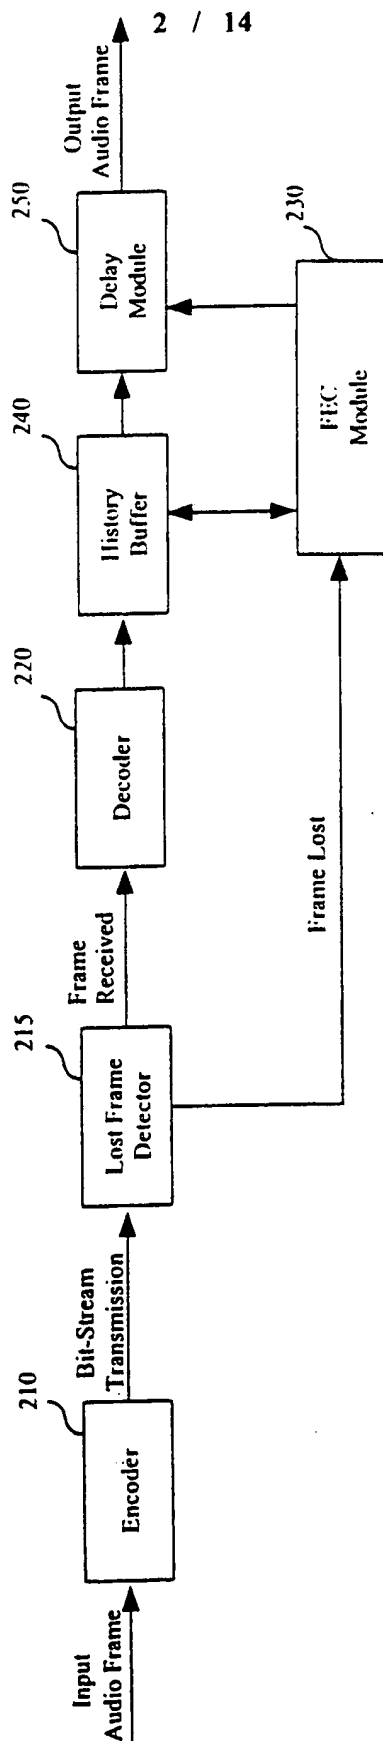 2 / 14
Input
Audio Frame
210
Encoder
Bit-Stream
Transmission
215
Lost Frame
Detector
Frame
Received
220
Decoder
240
History
Buffer
250
Delay
Module
Output
Audio Frame
Frame Lost
230
FEC
Module